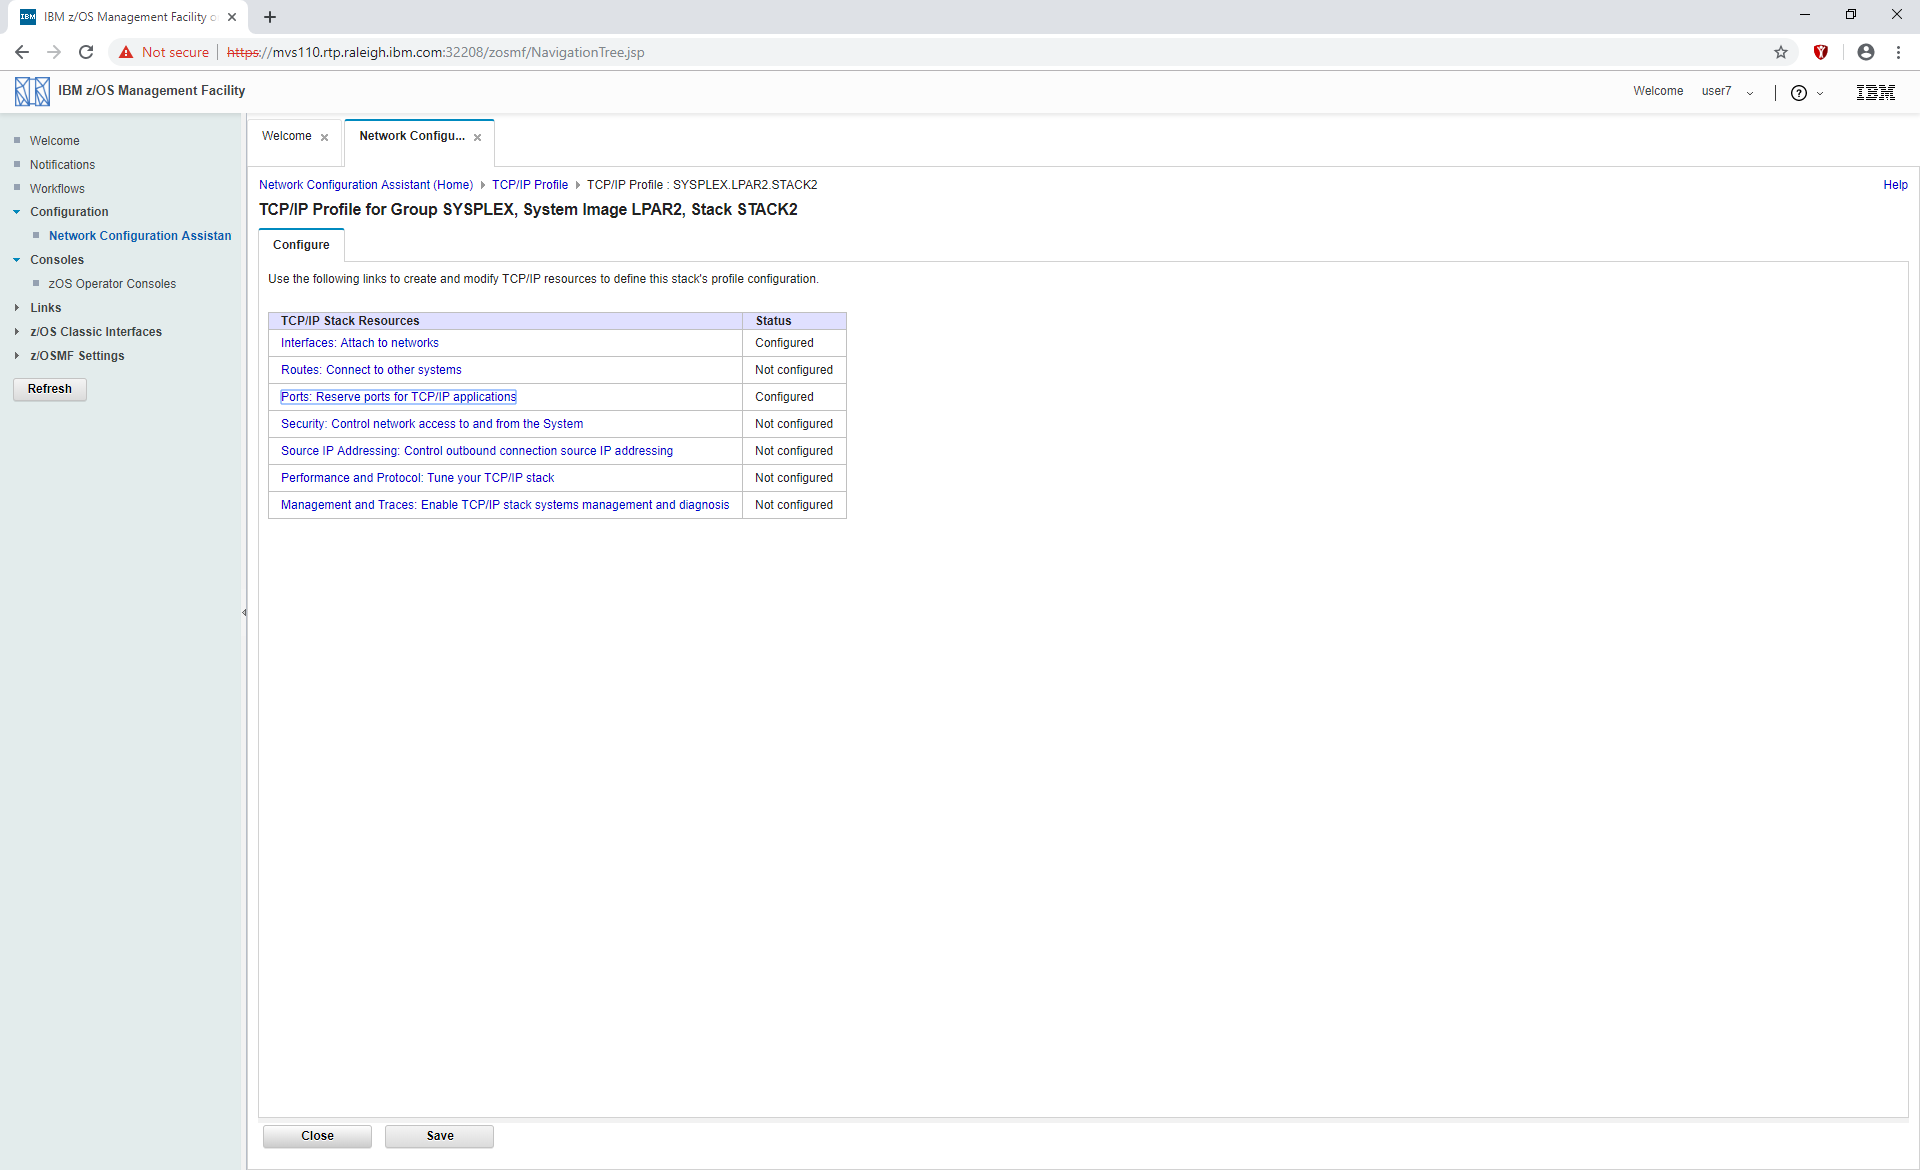 IBM IBM z/OS Management Facility o
Not secure https://mvs110.rtp.raleigh.ibm.com:32208/zosmf/NavigationTree.jsp
IBM z/OS Management Facility
Welcome user7 ? IBM
Welcome
Notifications
Workflows
Configuration
Network Configuration Assistan
Consoles
zOS Operator Consoles
Links
z/OS Classic Interfaces
z/OSMF Settings
Refresh
Welcome
Network Configu...
Network Configuration Assistant (Home) TCP/IP Profile TCP/IP Profile : SYSPLEX.LPAR2.STACK2
Help
TCP/IP Profile for Group SYSPLEX, System Image LPAR2, Stack STACK2
Configure
Use the following links to create and modify TCP/IP resources to define this stack's profile configuration.
TCP/IP Stack Resources Status
Interfaces: Attach to networks Configured
Routes: Connect to other systems Not configured
Ports: Reserve ports for TCP/IP applications Configured
Security: Control network access to and from the System Not configured
Source IP Addressing: Control outbound connection source IP addressing Not configured
Performance and Protocol: Tune your TCP/IP stack Not configured
Management and Traces: Enable TCP/IP stack systems management and diagnosis Not configured
Close Save